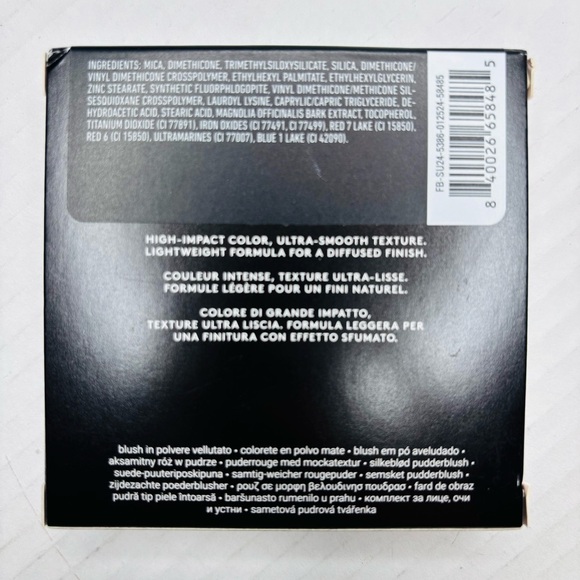 INGREDIENTS: MICA, DIMETHICONE, TRIMETHYLSILOXYSILICATE, SILICA, DIMETHICONE/
VINYL DIMETHICONE CROSSPOLYMER, ETHYLHEXYL PALMITATE, ETHYLHEXYLGLYCERIN,
ZINC STEARATE, SYNTHETIC FLUORPHLOGOPITE, VINYL DIMETHICONE/METHICONE SIL-
SESQUIOXANE CROSSPOLYMER, LAUROYL LYSINE, CAPRYLIC/CAPRIC TRIGLYCERIDE, DE-
HYDROACETIC ACID, STEARIC ACID, MAGNOLIA OFFICINALIS BARK EXTRACT, TOCOPHEROL,
TITANIUM DIOXIDE (CI 77891), IRON OXIDES (CI 77491, CI 77499), RED 7 LAKE (CI 15850),
RED 6 (CI 15850), ULTRAMARINES (CI 77007), BLUE 1 LAKE (CI 42090).
FB-SU24-5386-012524-58485
8 40026 65848 5
HIGH-IMPACT COLOR, ULTRA-SMOOTH TEXTURE.
LIGHTWEIGHT FORMULA FOR A DIFFUSED FINISH.
COULEUR INTENSE, TEXTURE ULTRA-LISSE.
FORMULE LÉGÈRE POUR UN FINI NATUREL.
COLORE DI GRANDE IMPATTO,
TEXTURE ULTRA LISCIA. FORMULA LEGGERA PER
UNA FINITURA CON EFFETTO SFUMATO.
blush in polvere vellutato • colorete en polvo mate • blush em pó aveludado •
aksamitny róż w pudrze • puderrouge med mockatextur • silkeblød pudderblush •
suede-puuteriposkipuna • samtig-weicher rougepuder • semsket pudderblush •
zijdezachte poederblusher • ρουζ σε μορφη βελουδινησ πουδρασ • fard de obraz
pudră tip piele întoarsă • baršunasto rumenilo u prahu • комплект за лице, очи
и устни • sametová pudrová tvářenka